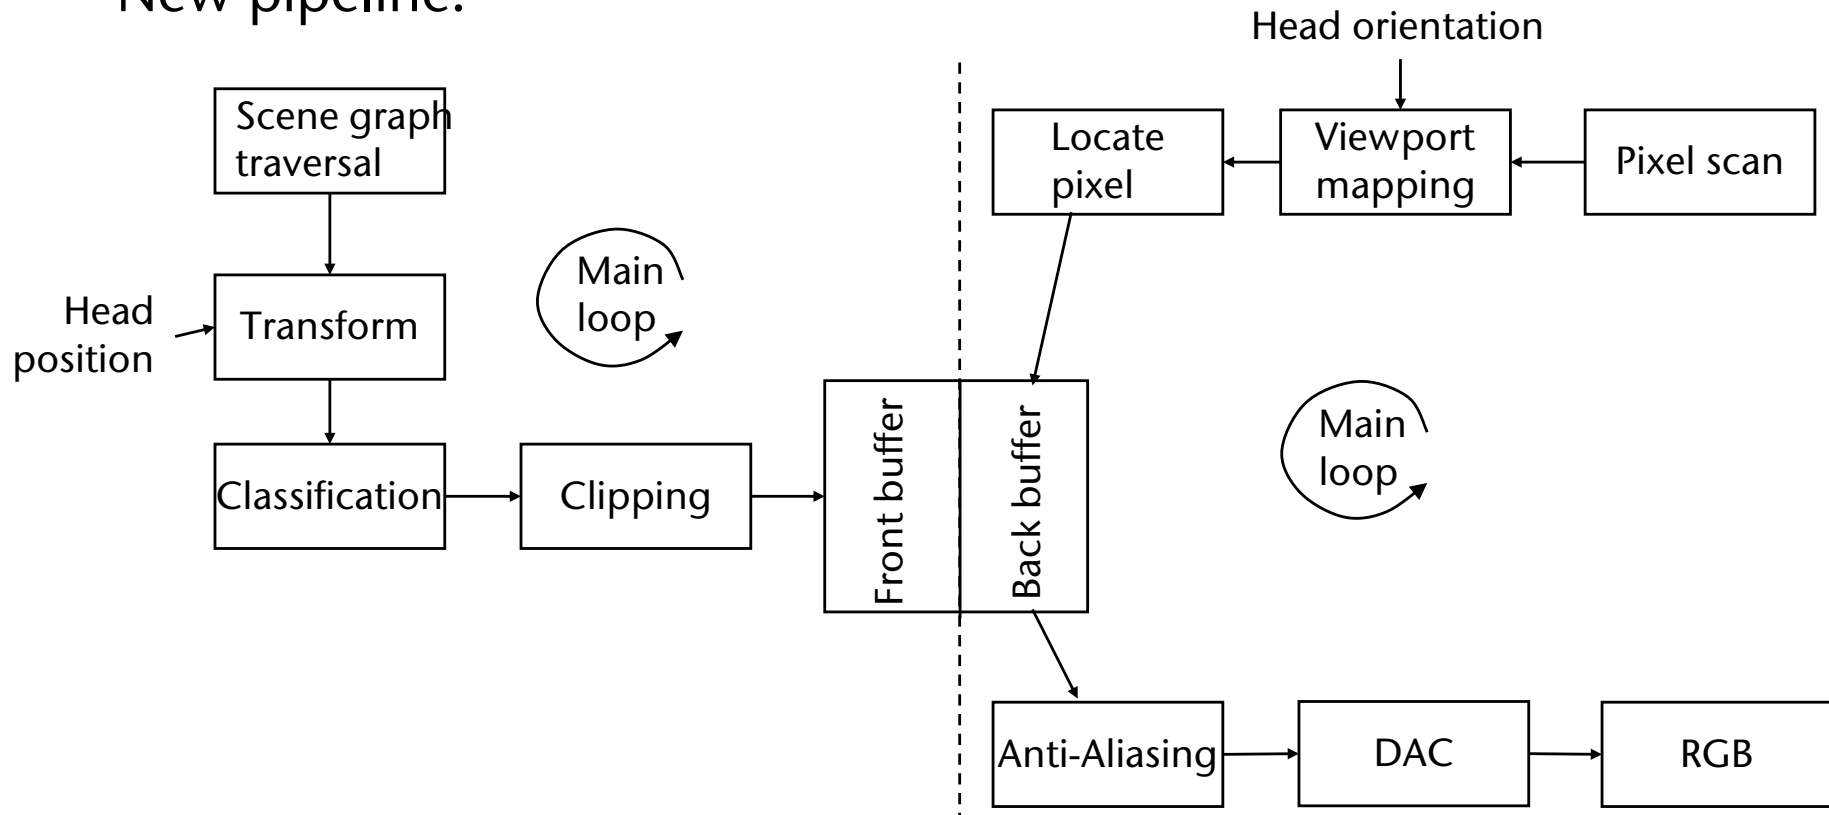 New pipeline:
Head orientation
Scene graph
traversal
Locate
pixel
Viewport
mapping
Pixel scan
Main
loop
Head
position
Transform
Front buffer
Back buffer
Main
loop
Classification
Clipping
Anti-Aliasing
DAC
RGB